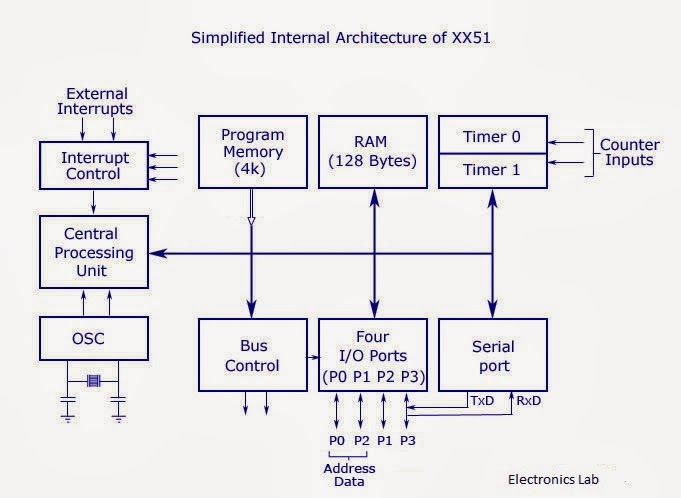 Simplified Internal Architecture of XX51
External
Interrupts
Interrupt
Control
Program
Memory
(4k)
RAM
(128 Bytes)
Timer 0
Timer 1
Counter
Inputs
Central
Processing
Unit
OSC
Bus
Control
Four
I/O Ports
(P0 P1 P2 P3)
Serial
port
TxD
RxD
P0 P2 P1 P3
Address
Data
Electronics Lab